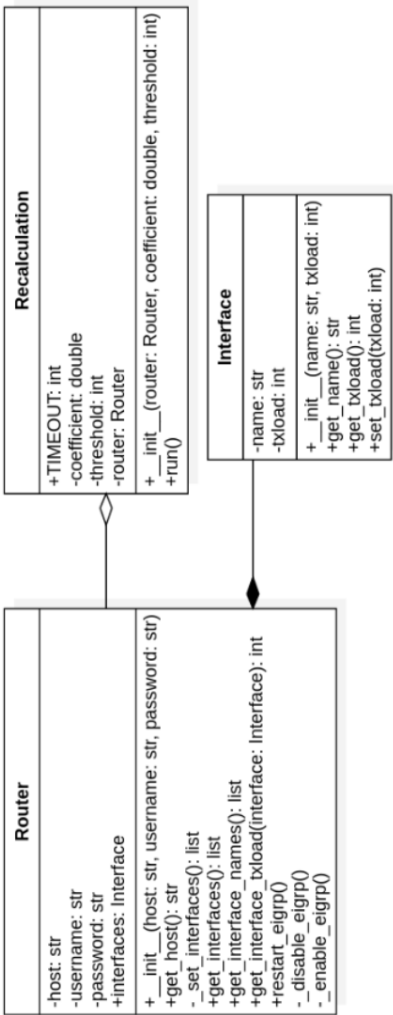 Router
-host: str
-username: str
-password: str
+interfaces: Interface
+__init__(host: str, username: str, password: str)
+get_host(): str
-_set_interfaces(): list
+get_interfaces(): list
+get_interface_names(): list
+get_interface_txload(interface: Interface): int
+restart_eigrp()
-_disable_eigrp()
-_enable_eigrp()
Recalculation
+TIMEOUT: int
-coefficient: double
-threshold: int
-router: Router
+__init__(router: Router, coefficient: double, threshold: int)
+run()
Interface
-name: str
-txload: int
+__init__(name: str, txload: int)
+get_name(): str
+get_txload(): int
+set_txload(txload: int)